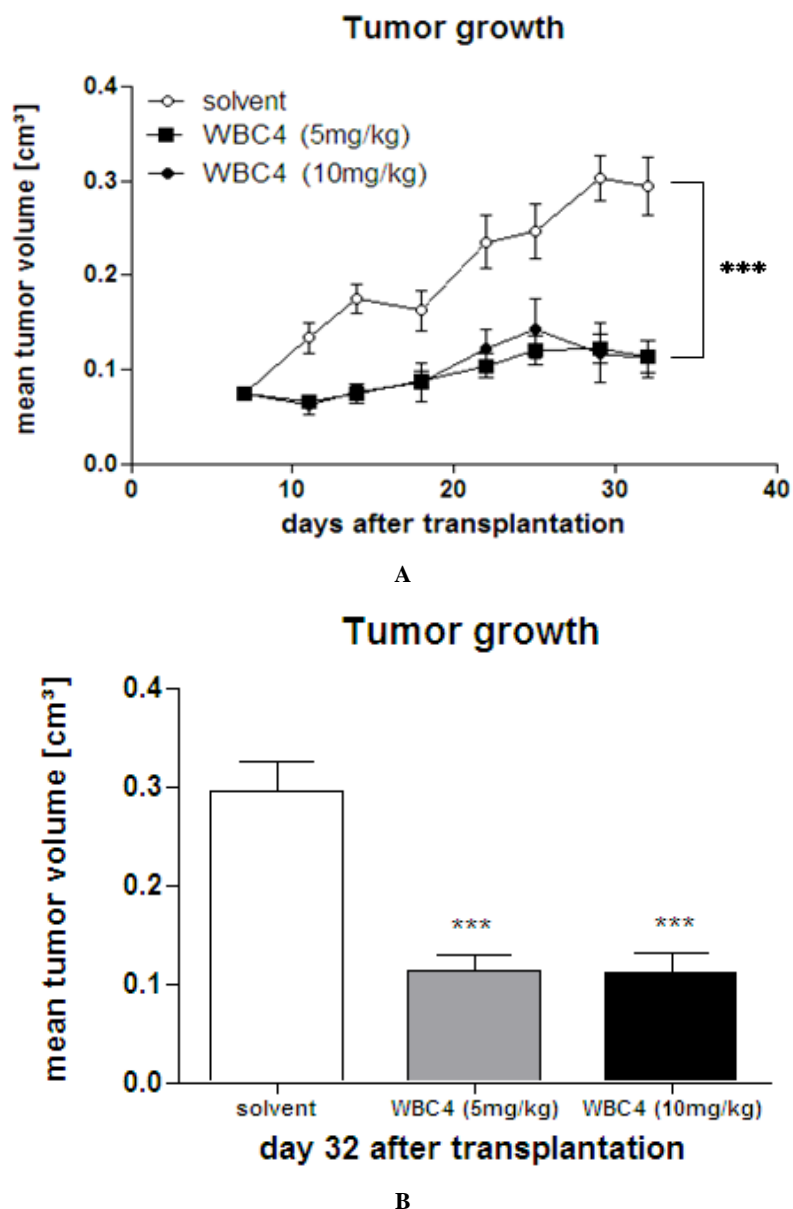 Tumor growth
mean tumor volume [cm³]
0.4
0.3
0.2
0.1
0.0
solvent
WBC4 (5mg/kg)
WBC4 (10mg/kg)
***
0
10
20
30
40
days after transplantation
A
Tumor growth
mean tumor volume [cm³]
0.4
0.3
0.2
0.1
0.0
***
***
solvent
WBC4 (5mg/kg)
WBC4 (10mg/kg)
day 32 after transplantation
B